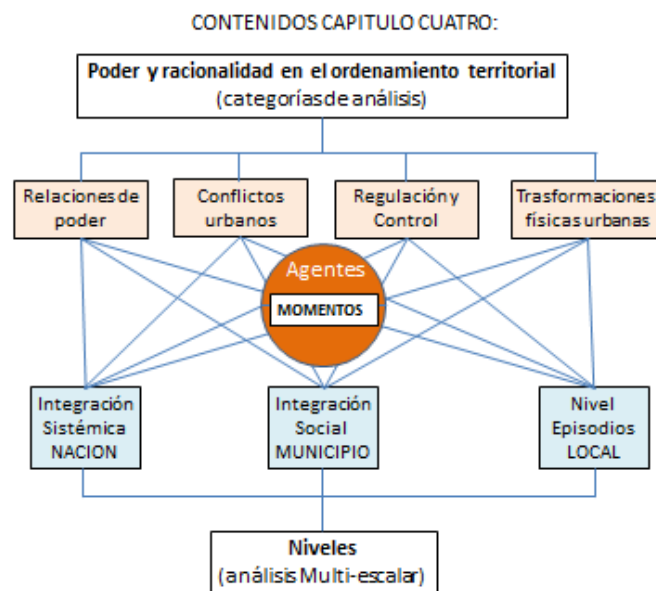 CONTENIDOS CAPITULO CUATRO:
Poder y racionalidad en el ordenamiento territorial
(categorías de análisis)
Relaciones de
poder
Conflictos
urbanos
Regulación y
Control
Trasformaciones
físicas urbanas
Agentes
MOMENTOS
Integración
Sistémica
NACION
Integración
Social
MUNICIPIO
Nivel
Episodios
LOCAL
Niveles
(análisis Multi-escalar)